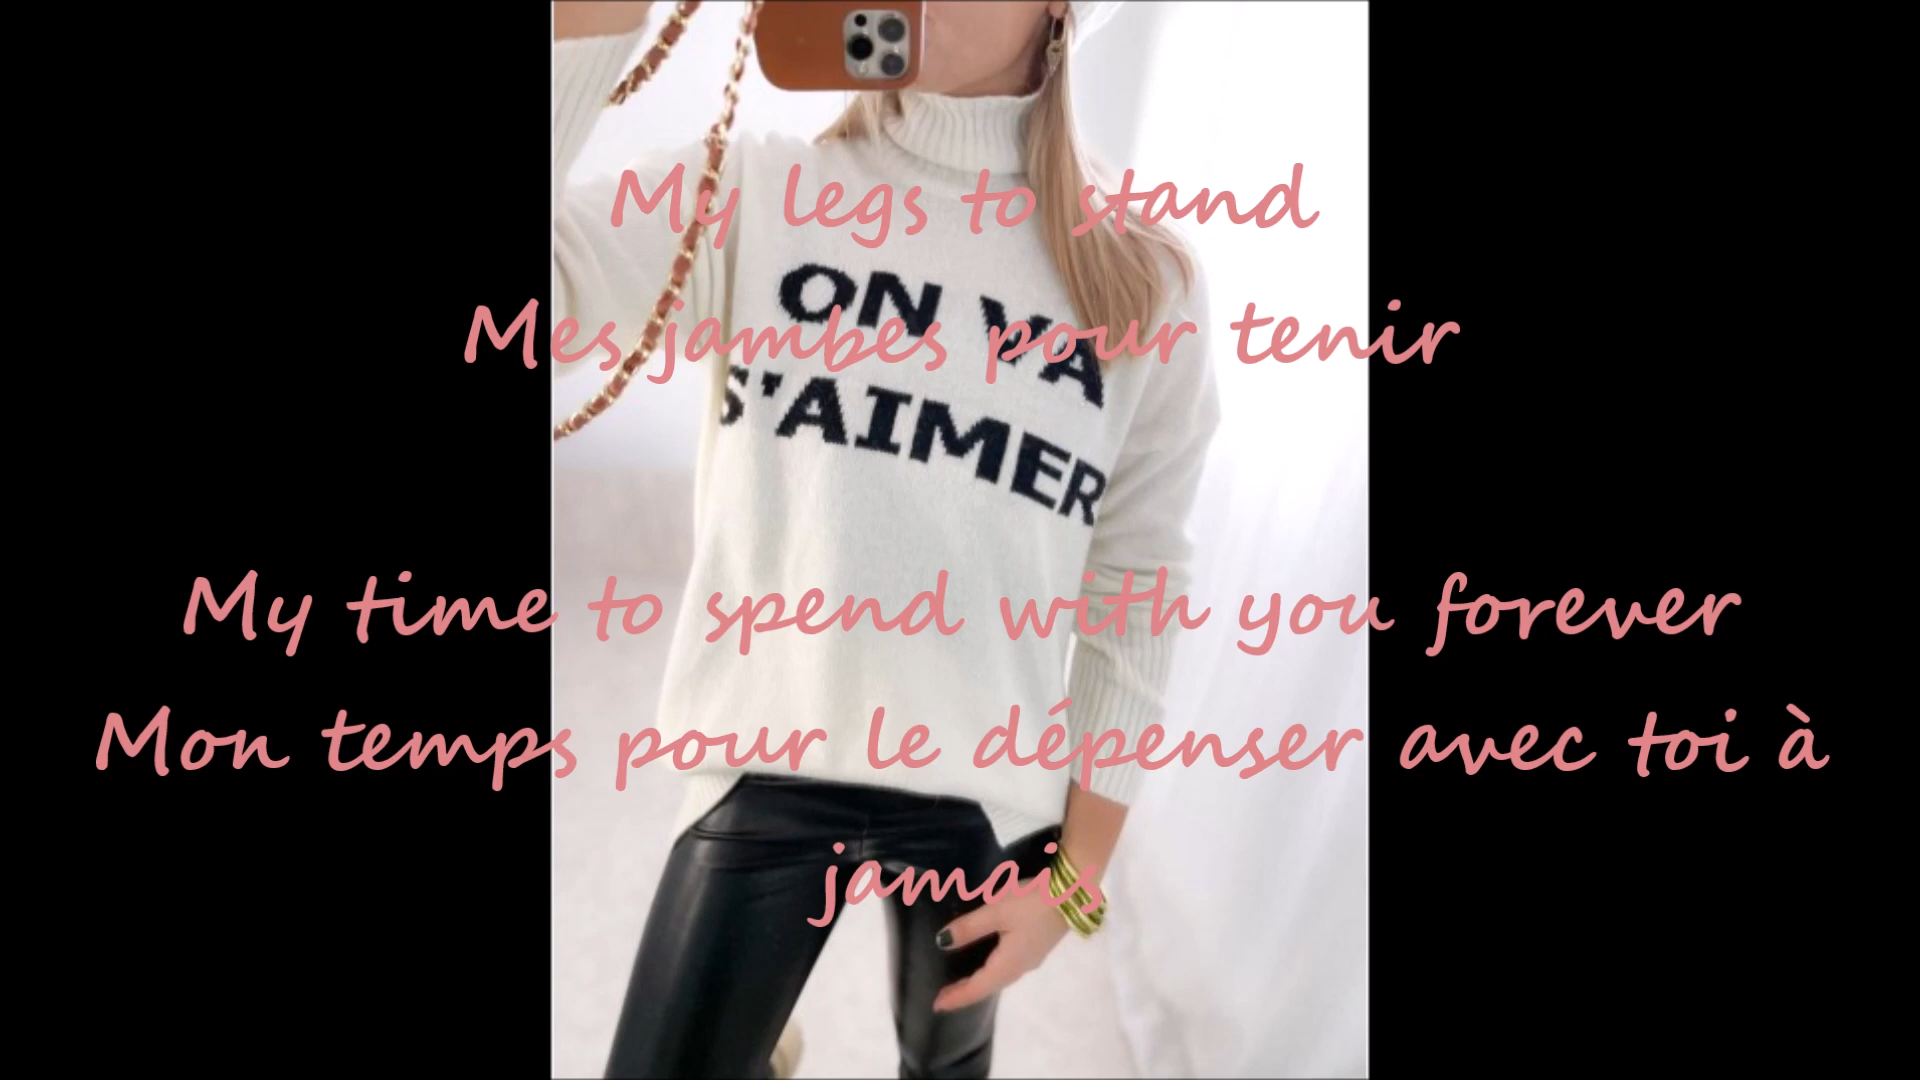 My legs to stand
ON VA
Mes jambes pour tenir
S'AIMER
My time to spend with you forever
Mon temps pour le dépenser avec toi à
jamais